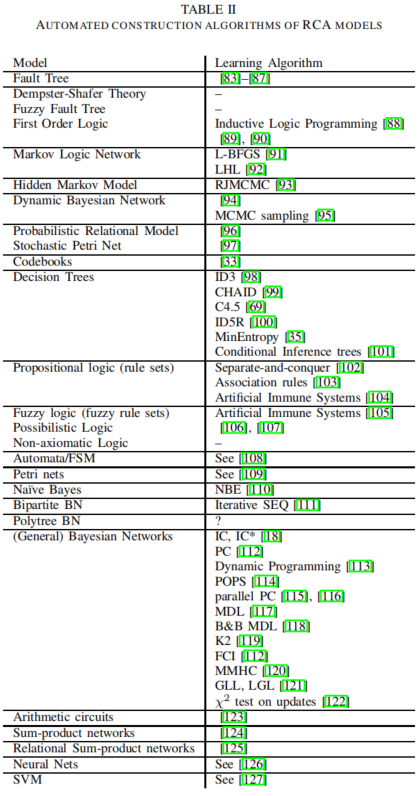 TABLE II
AUTOMATED CONSTRUCTION ALGORITHMS OF RCA MODELS
Model Learning Algorithm
Fault Tree [83]–[87]
Dempster-Shafer Theory –
Fuzzy Fault Tree –
First Order Logic Inductive Logic Programming [88]
[89], [90]
Markov Logic Network L-BFGS [91]
LHL [92]
Hidden Markov Model RJMCMC [93]
Dynamic Bayesian Network [94]
MCMC sampling [95]
Probabilistic Relational Model [96]
Stochastic Petri Net [97]
Codebooks [33]
Decision Trees ID3 [98]
CHAID [99]
C4.5 [69]
ID5R [100]
MinEntropy [35]
Conditional Inference trees [101]
Propositional logic (rule sets) Separate-and-conquer [102]
Association rules [103]
Artificial Immune Systems [104]
Fuzzy logic (fuzzy rule sets) Artificial Immune Systems [105]
Possibilistic Logic [106], [107]
Non-axiomatic Logic –
Automata/FSM See [108]
Petri nets See [109]
Naïve Bayes NBE [110]
Bipartite BN Iterative SEQ [111]
Polytree BN ?
(General) Bayesian Networks IC, IC* [18]
PC [112]
Dynamic Programming [113]
POPS [114]
parallel PC [115], [116]
MDL [117]
B&B MDL [118]
K2 [119]
FCI [112]
MMHC [120]
GLL, LGL [121]
χ² test on updates [122]
Arithmetic circuits [123]
Sum-product networks [124]
Relational Sum-product networks [125]
Neural Nets See [126]
SVM See [127]